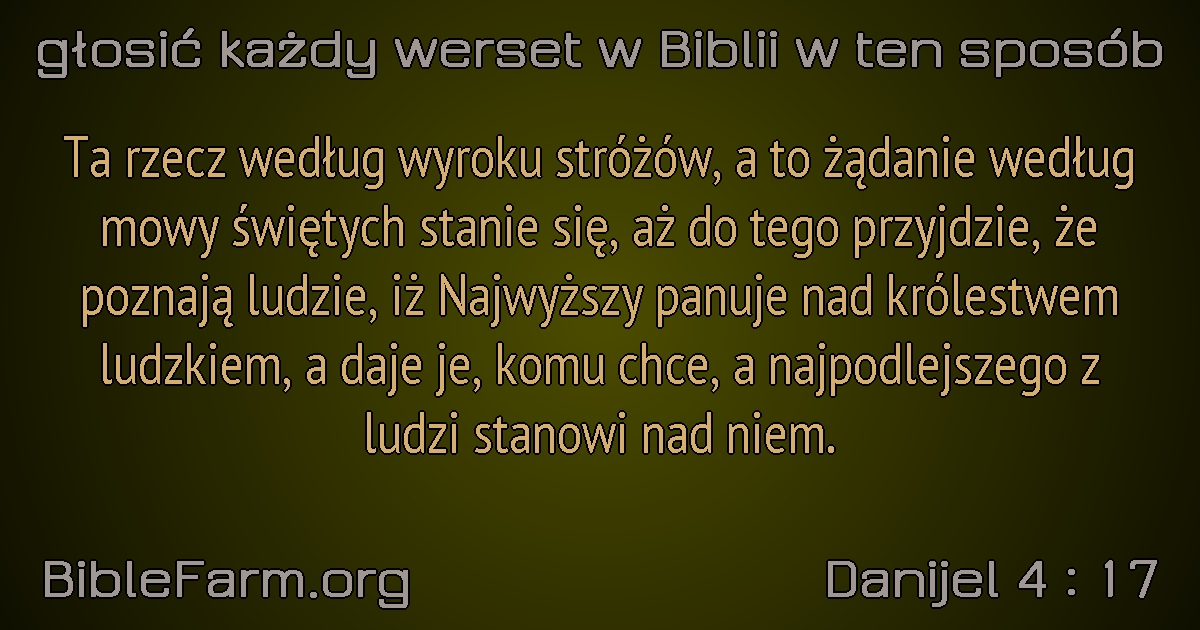 głosić każdy werset w Biblii w ten sposób
Ta rzecz według wyroku stróżów, a to żądanie według
mowy świętych stanie się, aż do tego przyjdzie, że
poznają ludzie, iż Najwyższy panuje nad królestwem
ludzkiem, a daje je, komu chce, a najpodlejszego z
ludzi stanowi nad niem.
BibleFarm.org
Danijel 4 : 17